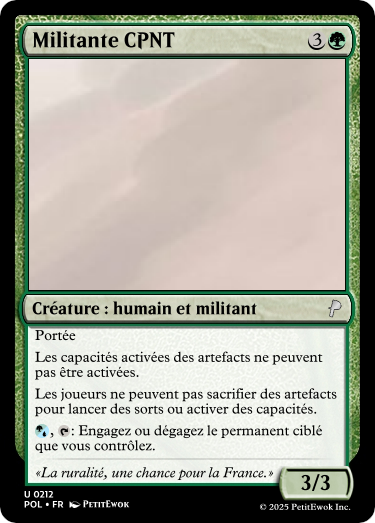 Militante CPNT 3
Créature : humain et militant
Portée
Les capacités activées des artefacts ne peuvent
pas être activées.
Les joueurs ne peuvent pas sacrifier des artefacts
pour lancer des sorts ou activer des capacités.
, : Engagez ou dégagez le permanent ciblé
que vous contrôlez.
«La ruralité, une chance pour la France.»
3/3
U 0212
POL • FR PetitEwok
© 2025 PetitEwok Inc.